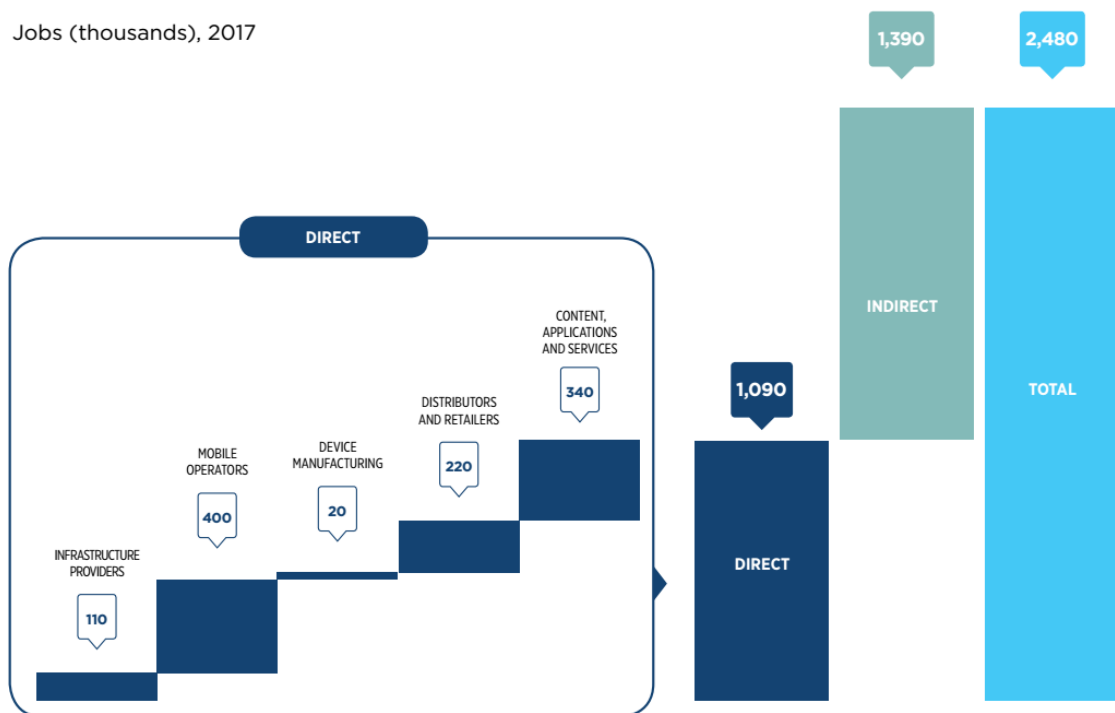 Jobs (thousands), 2017
1,390
2,480
DIRECT
CONTENT,
APPLICATIONS
AND SERVICES
340
DISTRIBUTORS
AND RETAILERS
220
DEVICE
MANUFACTURING
20
MOBILE
OPERATORS
400
INFRASTRUCTURE
PROVIDERS
110
1,090
DIRECT
INDIRECT
TOTAL